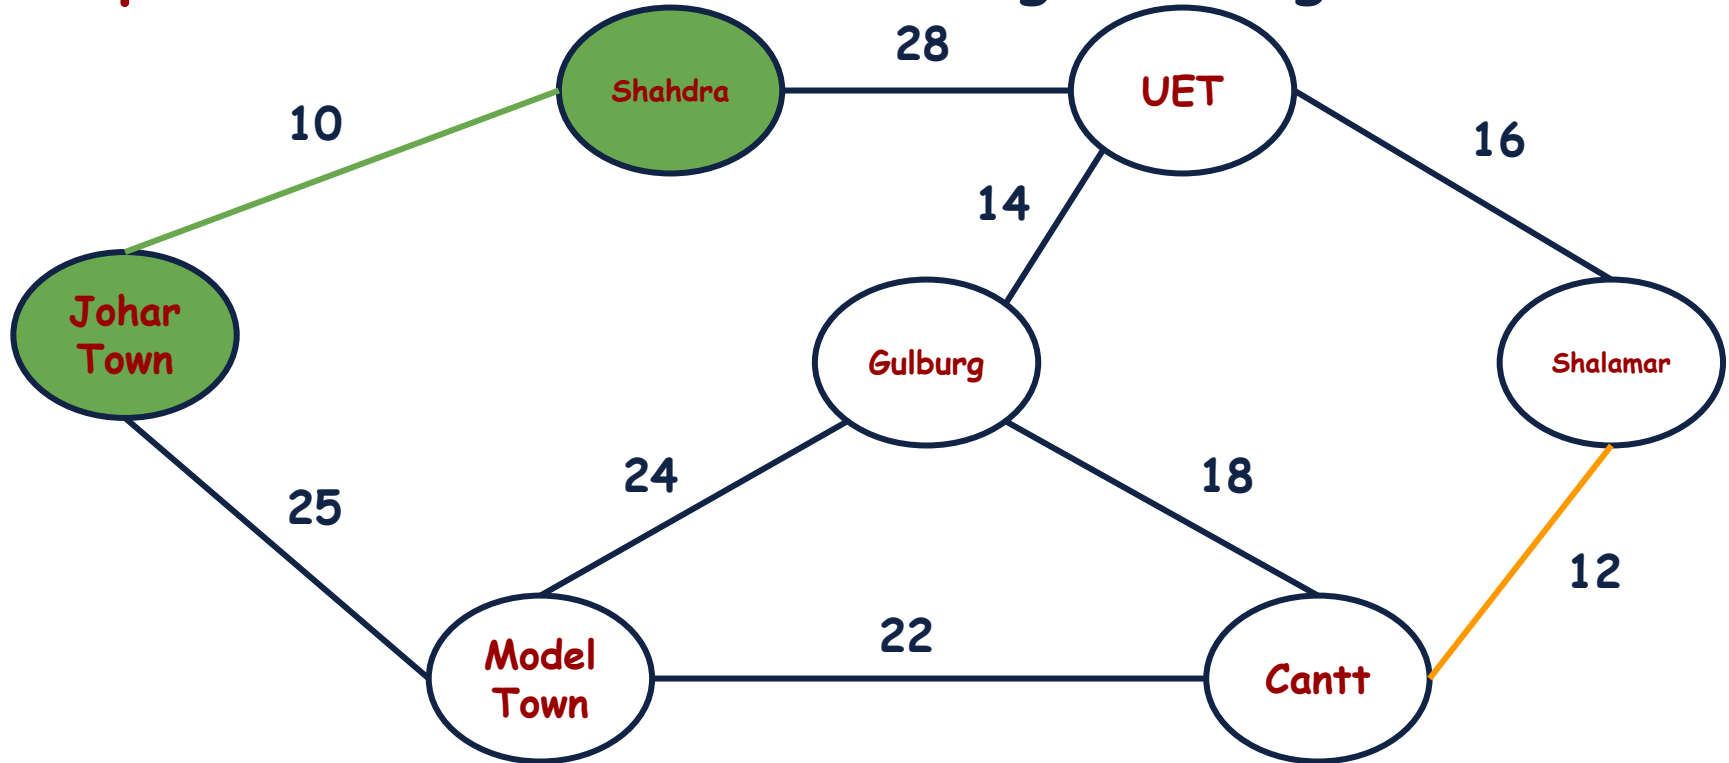 28
Shahdra
UET
10
16
14
Johar
Town
Gulburg
Shalamar
24
18
25
12
22
Model
Town
Cantt